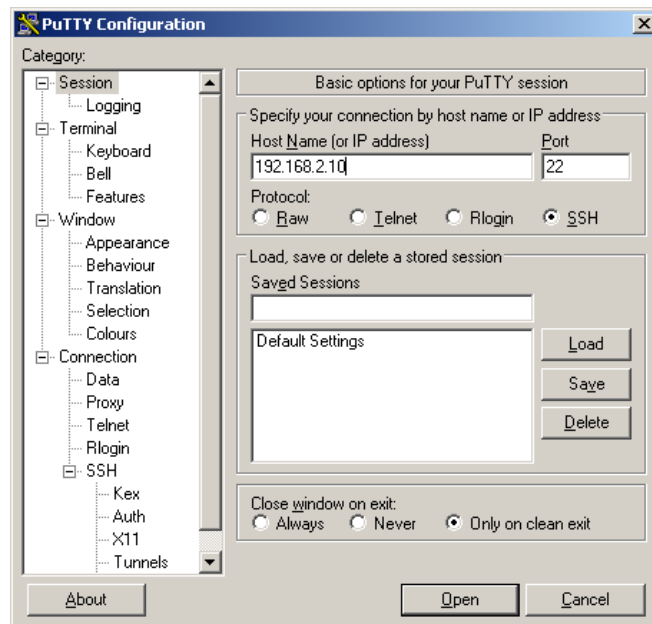 PuTTY Configuration
Category:
Session
Logging
Terminal
Keyboard
Bell
Features
Window
Appearance
Behaviour
Translation
Selection
Colours
Connection
Data
Proxy
Telnet
Rlogin
SSH
Kex
Auth
X11
Tunnels
Basic options for your PuTTY session
Specify your connection by host name or IP address
Host Name (or IP address) Port
192.168.2.10 22
Protocol:
Raw Telnet Rlogin SSH
Load, save or delete a stored session
Saved Sessions
Default Settings
Load
Save
Delete
Close window on exit:
Always Never Only on clean exit
About Open Cancel